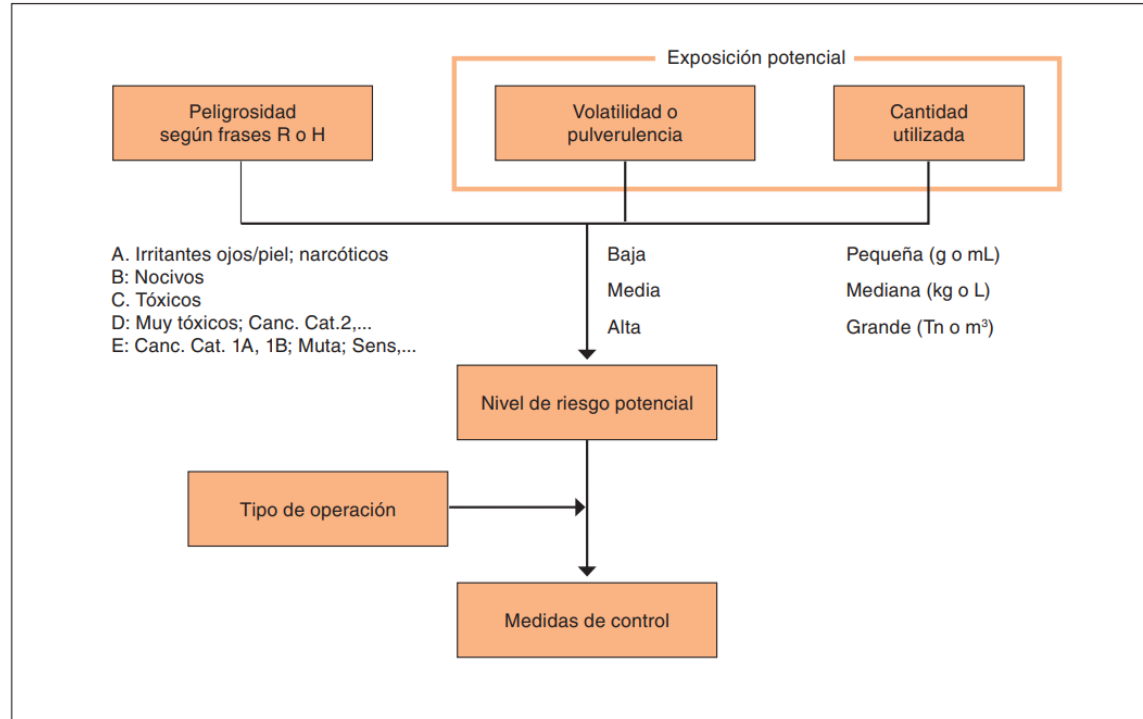 Exposición potencial
Peligrosidad
según frases R o H
Volatilidad o
pulverulencia
Cantidad
utilizada
A. Irritantes ojos/piel; narcóticos
B: Nocivos
C. Tóxicos
D: Muy tóxicos; Canc. Cat.2,...
E: Canc. Cat. 1A, 1B; Muta; Sens,...
Baja
Media
Alta
Pequeña (g o mL)
Mediana (kg o L)
Grande (Tn o m³)
Nivel de riesgo potencial
Tipo de operación
Medidas de control